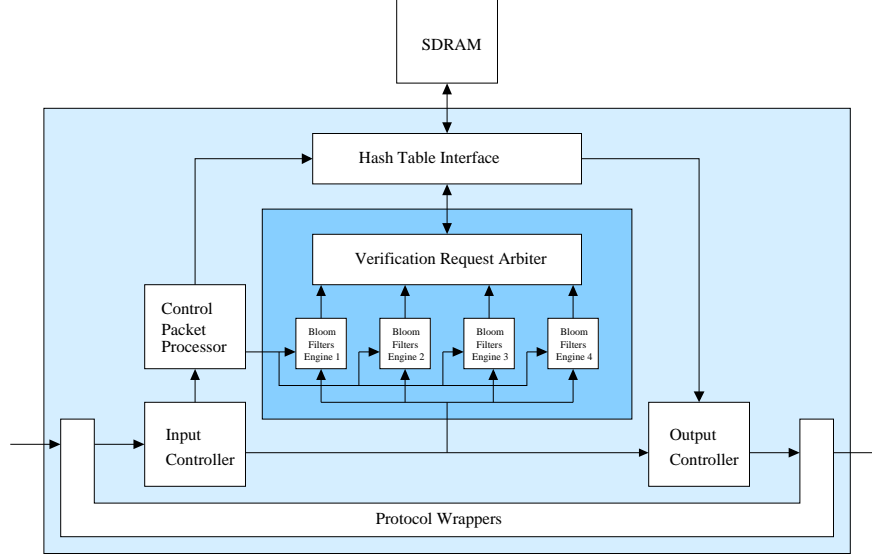 SDRAM
Hash Table Interface
Verification Request Arbiter
Control
Packet
Processor
Bloom
Filters
Engine 1
Bloom
Filters
Engine 2
Bloom
Filters
Engine 3
Bloom
Filters
Engine 4
Input
Controller
Output
Controller
Protocol Wrappers